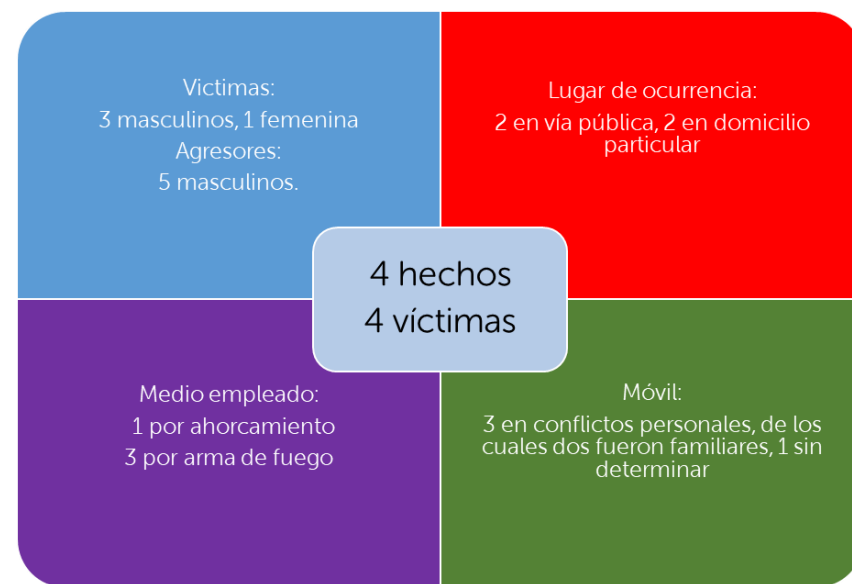 Victimas:
3 masculinos, 1 femenina
Agresores:
5 masculinos.
Lugar de ocurrencia:
2 en vía pública, 2 en domicilio
particular
4 hechos
4 víctimas
Medio empleado:
1 por ahorcamiento
3 por arma de fuego
Móvil:
3 en conflictos personales, de los
cuales dos fueron familiares, 1 sin
determinar